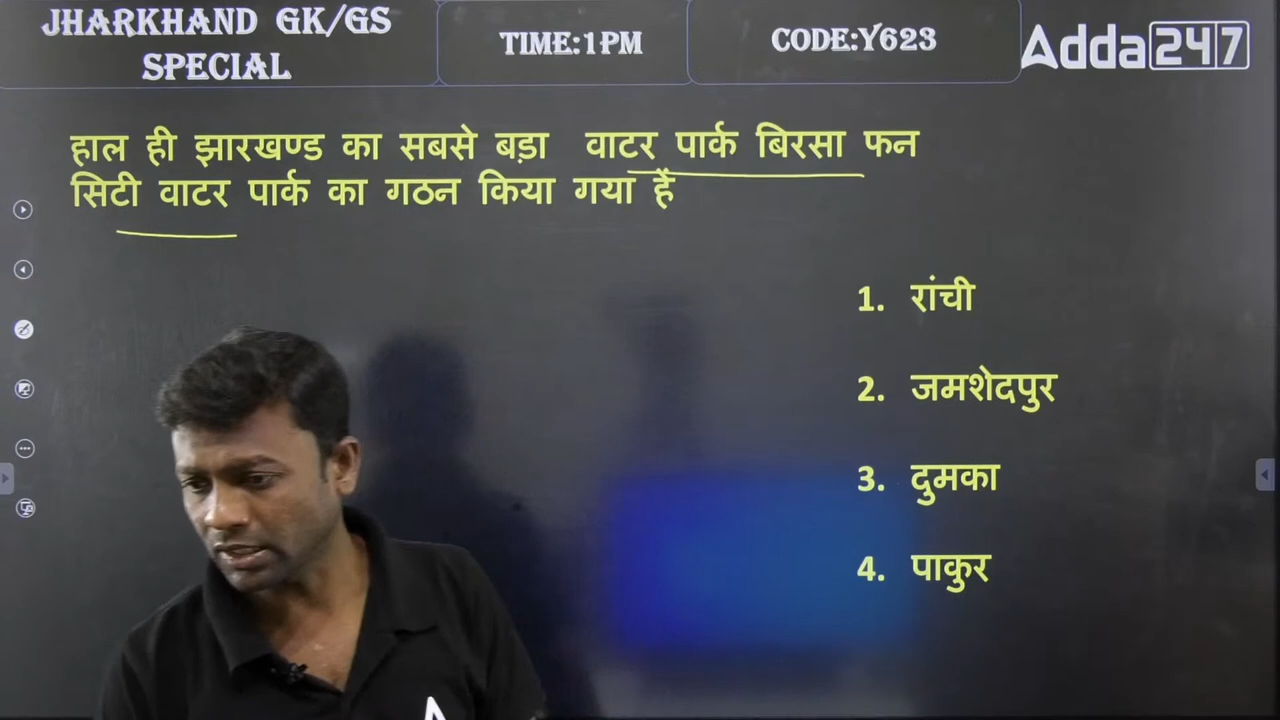 JHARKHAND GK/GS
SPECIAL
TIME:1PM
CODE:Y623
Adda247
हाल ही झारखण्ड का सबसे बड़ा वाटर पार्क बिरसा फन
सिटी वाटर पार्क का गठन किया गया हें
1. रांची
2. जमशेदपुर
3. दुमका
4. पाकुर